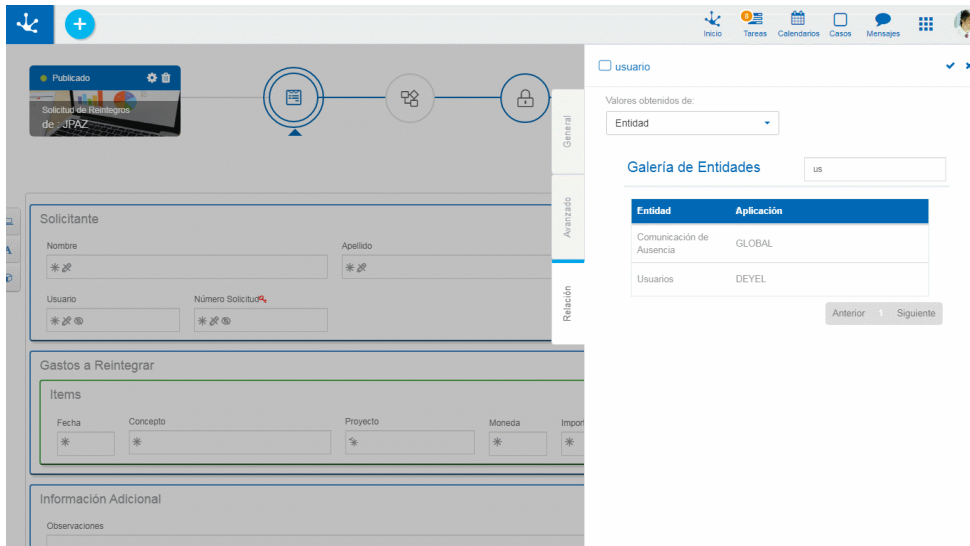 8
Inicio
Tareas
Calendarios
Casos
Mensajes
Publicado
Solicitud de Reintegros
de : JPAZ
General
Avanzado
Relación
usuario
Valores obtenidos de:
Entidad
Galería de Entidades
us
Entidad Aplicación
Comunicación de
Ausencia
GLOBAL
Usuarios DEYEL
Anterior 1 Siguiente
Solicitante
Nombre Apellido
Usuario Número Solicitud
Gastos a Reintegrar
Items
Fecha Concepto Proyecto Moneda Impor
Información Adicional
Observaciones
A